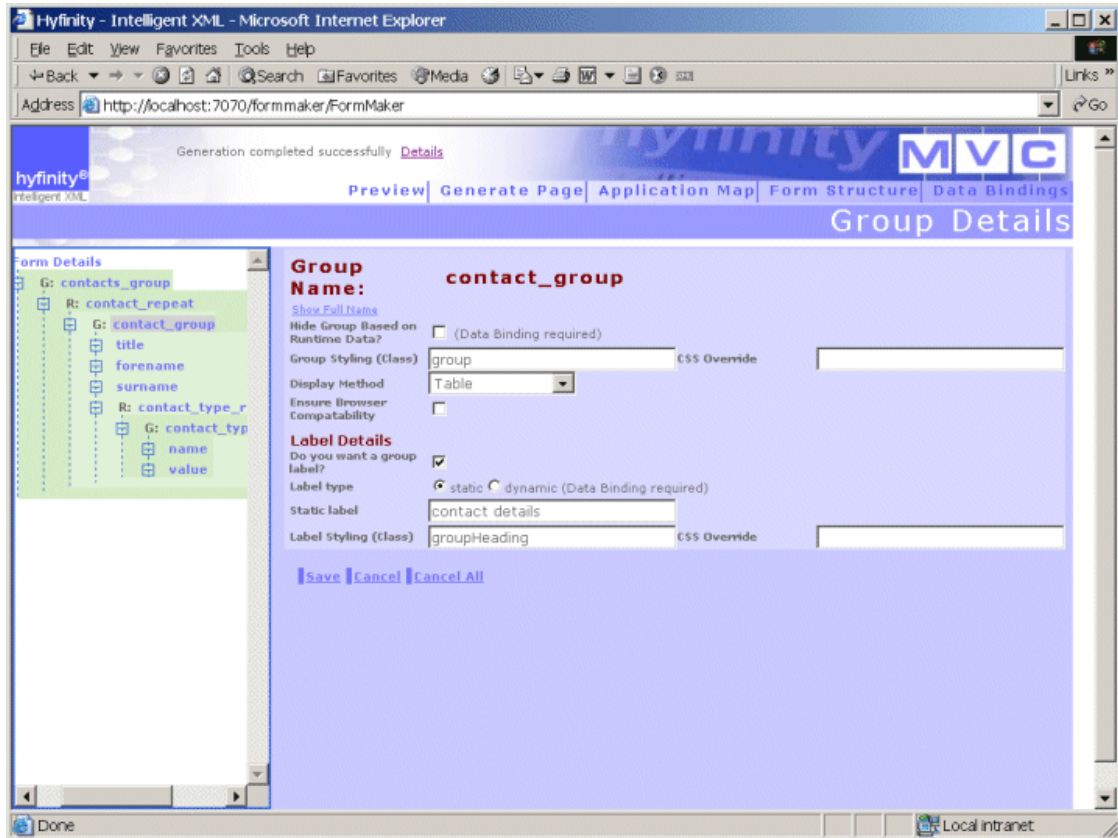 Hyfinity - Intelligent XML - Microsoft Internet Explorer
File Edit View Favorites Tools Help
Back Search Favorites Media Links »
Address http://localhost:7070/formmaker/FormMaker Go
Generation completed successfully Details
hyfinity MVC
hyfinity®
Intelligent XML
Preview Generate Page Application Map Form Structure Data Bindings
Group Details
Form Details
G: contacts_group
R: contact_repeat
G: contact_group
title
forename
surname
R: contact_type_r
G: contact_typ
name
value
Group Name: contact_group
Show Full Name
Hide Group Based on Runtime Data? (Data Binding required)
Group Styling (Class) group CSS Override
Display Method Table
Ensure Browser Compatability
Label Details
Do you want a group label?
Label type static dynamic (Data Binding required)
Static label contact details
Label Styling (Class) groupHeading CSS Override
Save Cancel Cancel All
Done Local intranet